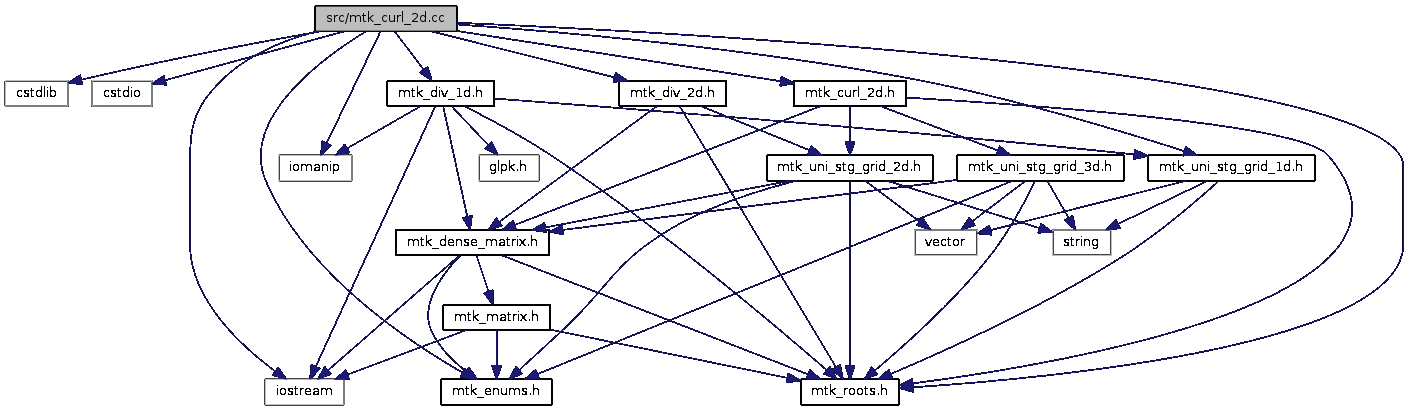 src/mtk_curl_2d.cc
cstdlib
cstdio
mtk_div_1d.h
mtk_div_2d.h
mtk_curl_2d.h
iomanip
glpk.h
mtk_uni_stg_grid_2d.h
mtk_uni_stg_grid_3d.h
mtk_uni_stg_grid_1d.h
mtk_dense_matrix.h
vector
string
mtk_matrix.h
iostream
mtk_enums.h
mtk_roots.h